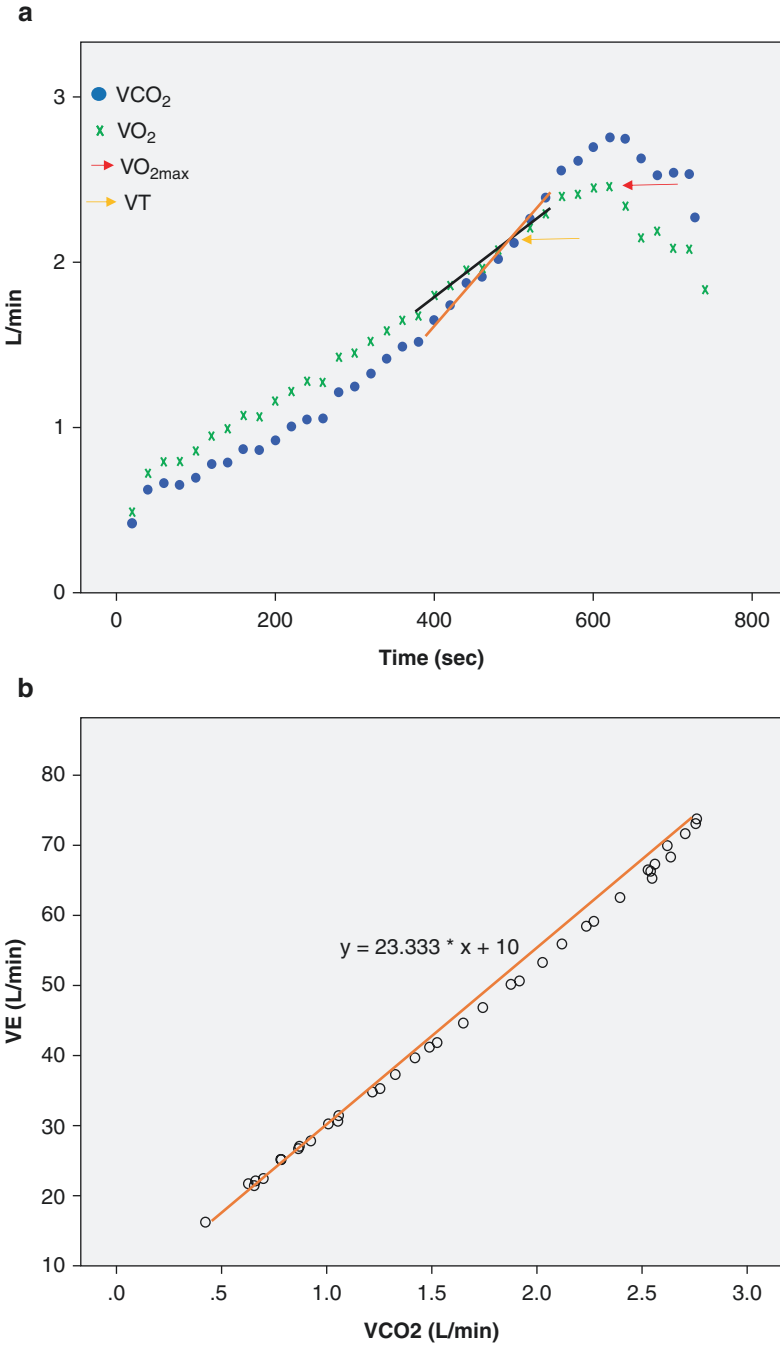 a
3
VCO₂
VO₂
VO₂max
VT
2
L/min
1
0
0 200 400 600 800
Time (sec)
b
80
70
60
y = 23.333 * x + 10
50
VE (L/min)
40
30
20
10
.0 .5 1.0 1.5 2.0 2.5 3.0
VCO2 (L/min)